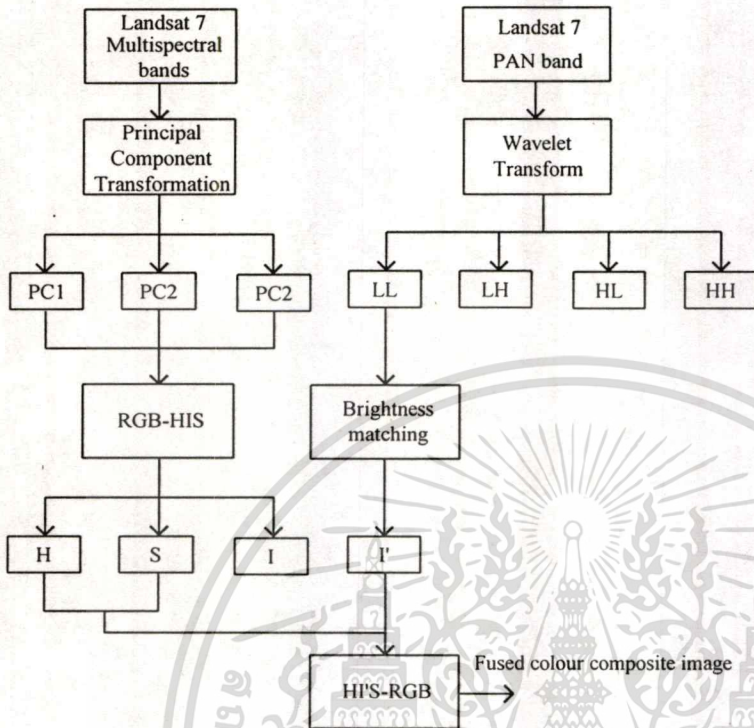 Landsat 7
Multispectral
bands
Landsat 7
PAN band
Principal
Component
Transformation
Wavelet
Transform
PC1
PC2
PC2
LL
LH
HL
HH
RGB-HIS
Brightness
matching
H
S
I
I'
HI'S-RGB
Fused colour composite image